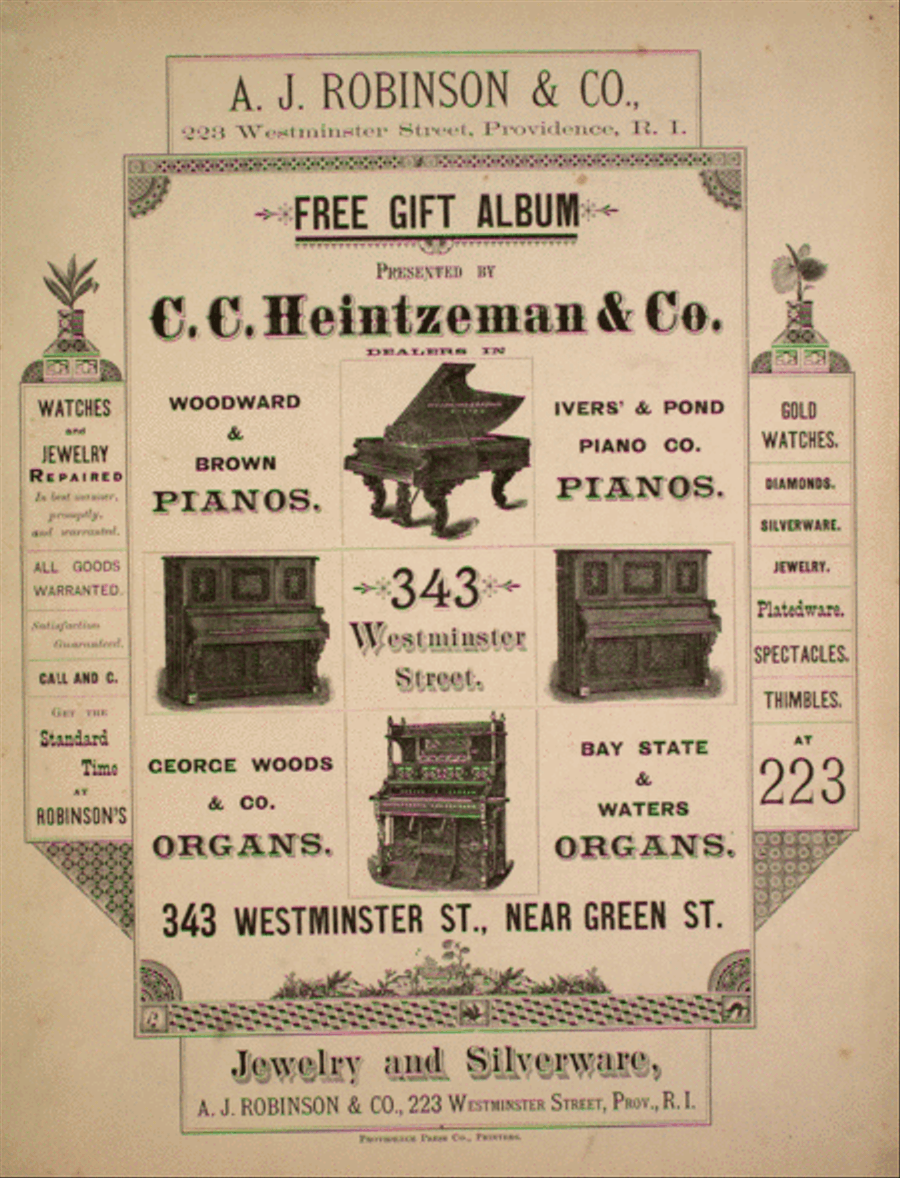 A. J. ROBINSON & CO.,
223 Westminster Street, Providence, R. I.
FREE GIFT ALBUM
PRESENTED BY
C. C. Heintzeman & Co.
DEALERS IN
WOODWARD
&
BROWN
PIANOS.
IVERS' & POND
PIANO CO.
PIANOS.
343
Westminster
Street.
GEORGE WOODS
& CO.
ORGANS.
BAY STATE
&
WATERS
ORGANS.
343 WESTMINSTER ST., NEAR GREEN ST.
WATCHES
and
JEWELRY
REPAIRED
In best manner,
promptly,
and warranted.
ALL GOODS
WARRANTED.
Satisfaction
Guaranteed.
CALL AND C.
GET THE
Standard
Time
AT
ROBINSON'S
GOLD
WATCHES.
DIAMONDS.
SILVERWARE.
JEWELRY.
Platedware.
SPECTACLES.
THIMBLES.
AT
223
Jewelry and Silverware,
A. J. ROBINSON & CO., 223 WESTMINSTER STREET, PROV., R. I.
PROVIDENCE PRESS CO., PRINTERS.